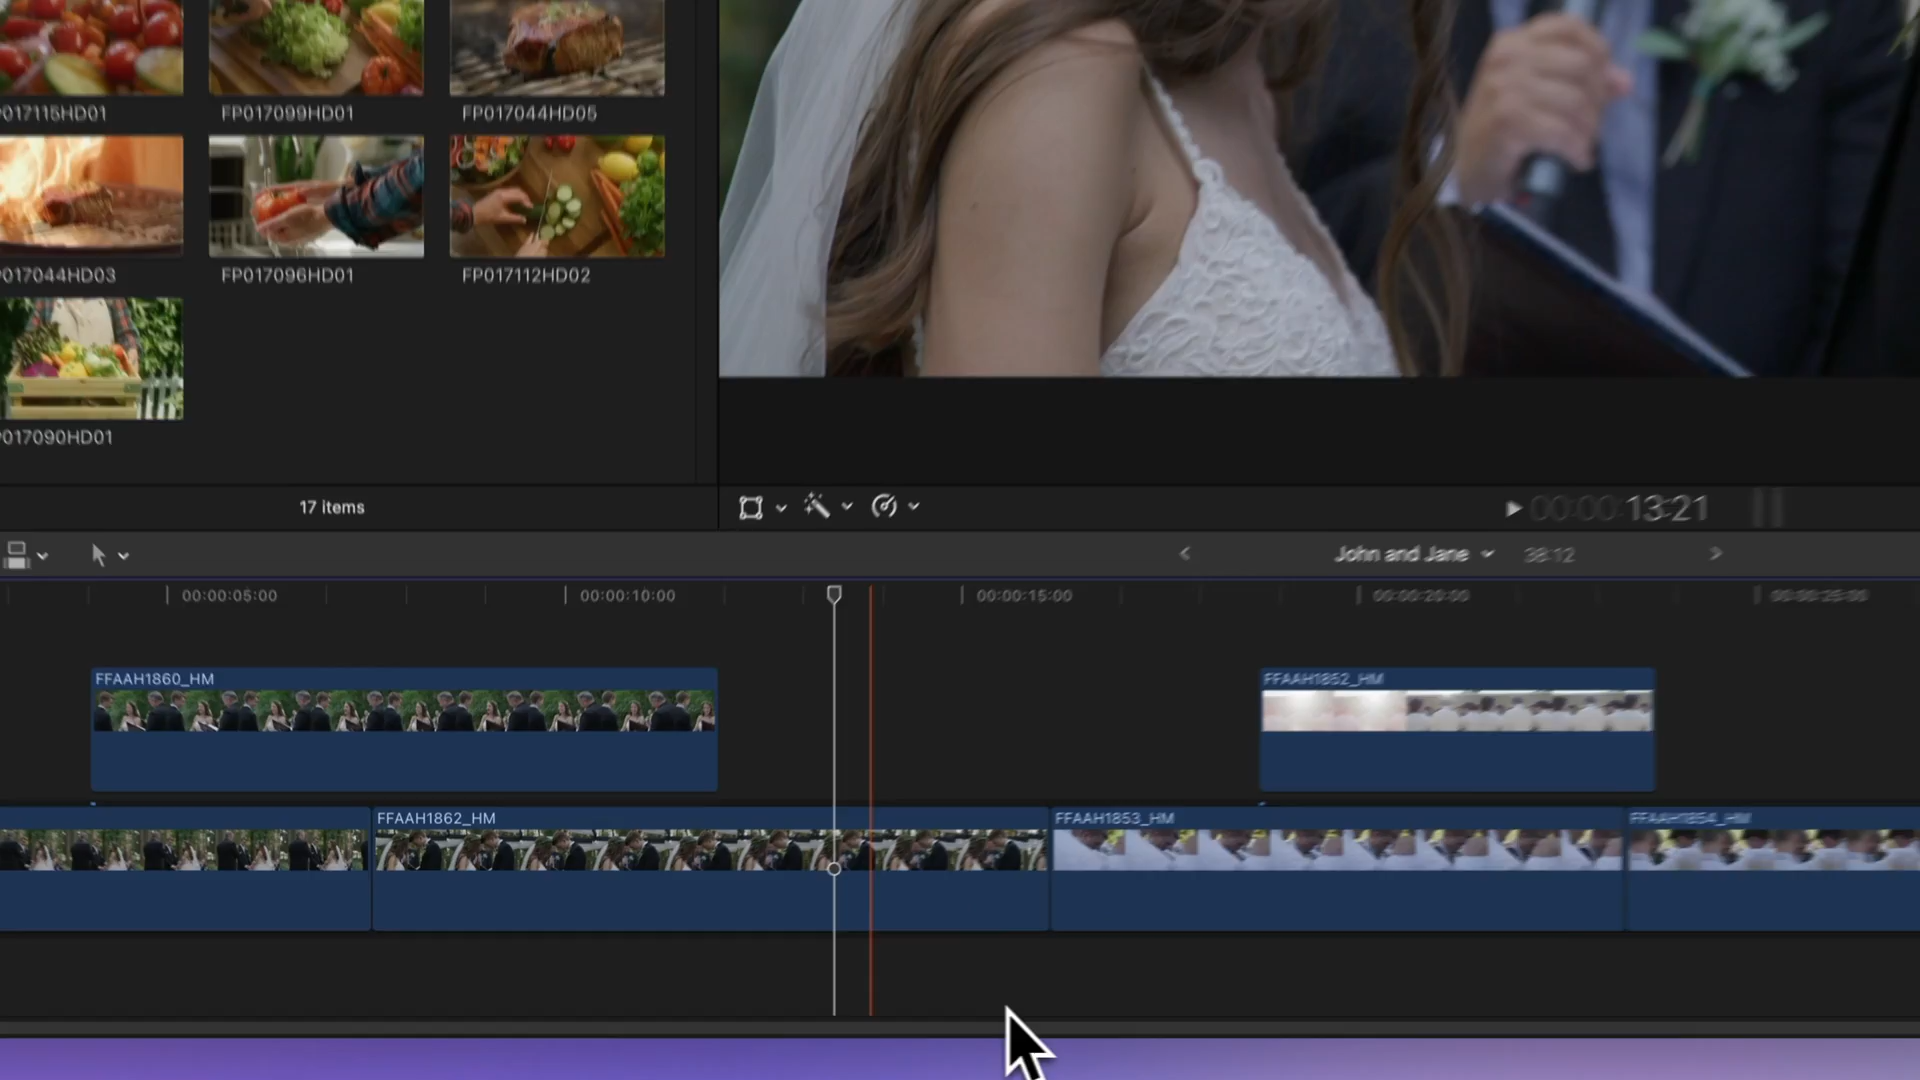 017115HD01
FP017099HD01
FP017044HD05
017044HD03
FP017096HD01
FP017112HD02
017090HD01
17 items
00:00:13:21
John and Jane
38:12
00:00:05:00
00:00:10:00
00:00:15:00
00:00:20:00
00:00:25:00
FFAAH1860_HM
FFAAH1852_HM
FFAAH1862_HM
FFAAH1853_HM
FFAAH1854_HM